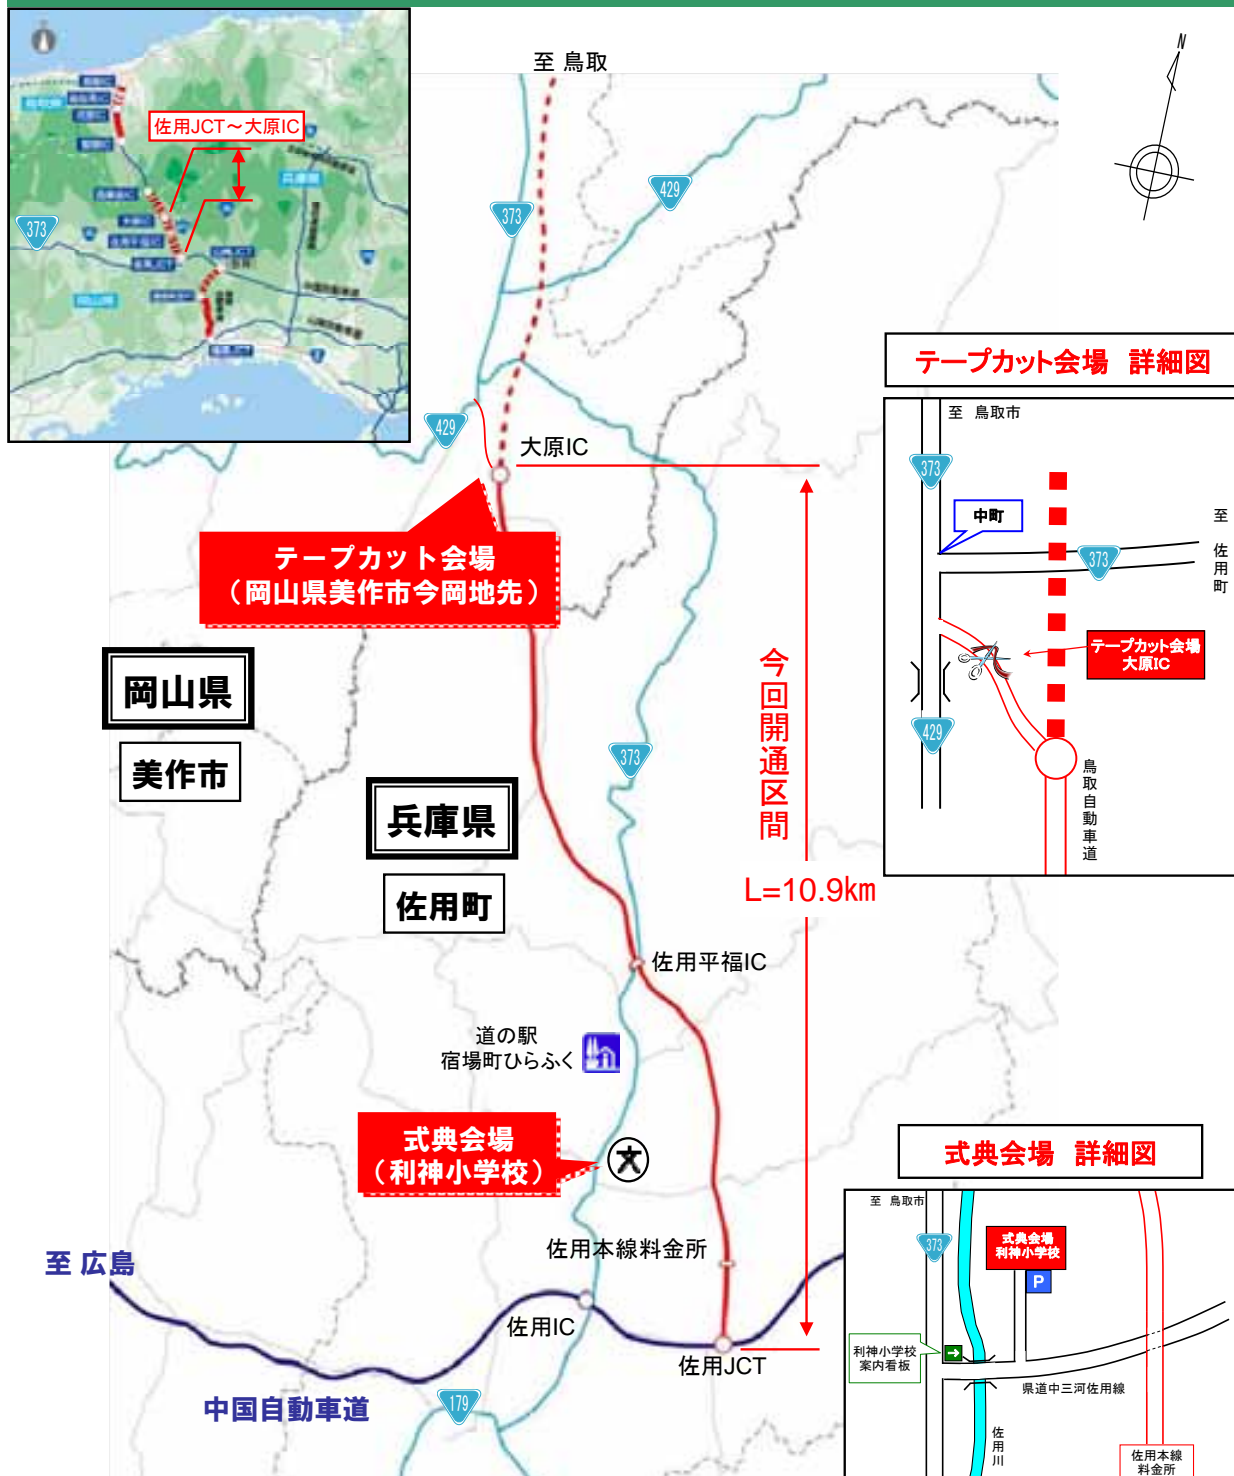 佐用JCT～大原IC
373
至 鳥取
N
429
373
テープカット会場 詳細図
至 鳥取市
373
中町
373
至 佐用町
テープカット会場
大原IC
429
鳥取自動車道
429
大原IC
テープカット会場
（岡山県美作市今岡地先）
岡山県
美作市
兵庫県
佐用町
373
今回開通区間
L=10.9km
佐用平福IC
道の駅
宿場町ひらふく
式典会場
（利神小学校）
文
佐用本線料金所
至 広島
佐用IC
佐用JCT
中国自動車道
179
式典会場 詳細図
至 鳥取市
373
式典会場
利神小学校
P
利神小学校
案内看板
県道中三河佐用線
佐用川
佐用本線
料金所